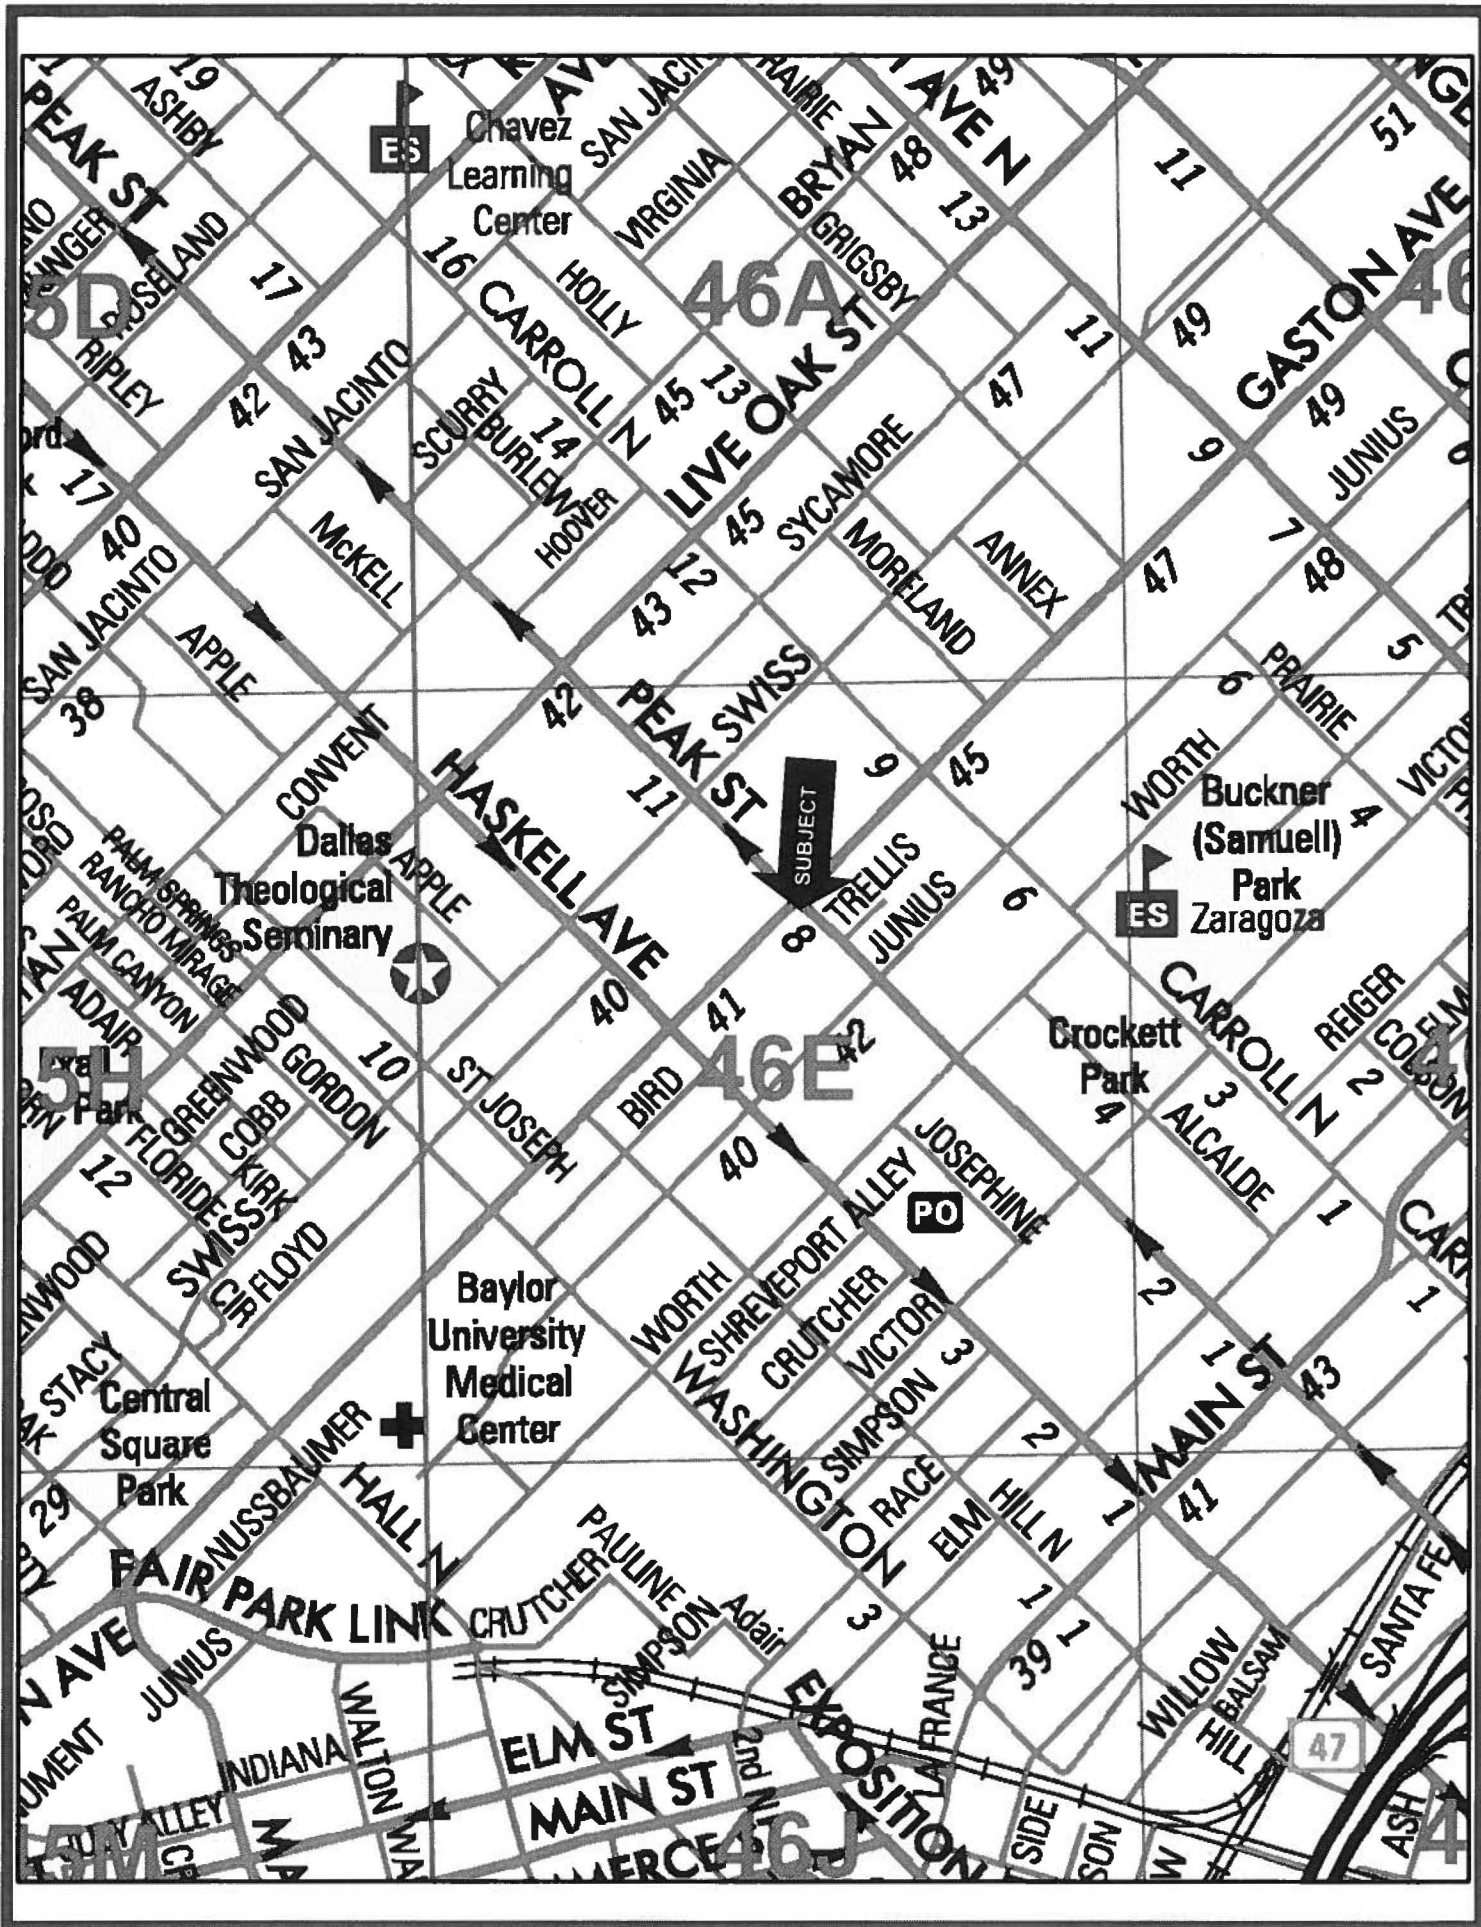 19
ASHBY
PEAK ST
ES
Chavez
Learning
Center
SAN JACIN
PRAIRIE
AVE N
49
BRYAN
48
VIRGINIA
13
11
51
GASTON AVE
ROSELAND
17
16
HOLLY
GRIGSBY
46A
5D
RIPLEY
43
42
CARROLL N
SAN JACINTO
SCURRY
BURLEW
14
45
13
LIVE OAK ST
HOOVER
11
47
49
49
JUNIUS
9
17
40
McKELL
45
SYCAMORE
MORELAND
ANNEX
47
7
48
SAN JACINTO
APPLE
12
43
38
42
PEAK ST
SWISS
5
6
PRAIRIE
CONVENT
HASKELL AVE
11
9
45
WORTH
4
Buckner
(Samuell)
Park
ES
Zaragoza
SUBJECT
TRELLIS
JUNIUS
6
8
Dallas
Theological
Seminary
APPLE
PALM SPRINGS
RANCHO MIRAGE
PALM CANYON
ADAIR
5H
Park
GREENWOOD
GORDON
10
COBB
KIRK
FLORIDE
SWISS
CIR
FLOYD
12
ST JOSEPH
40
41
BIRD
46E
42
40
Crockett
Park
4
CARROLL N
REIGER
3
2
ALCALDE
1
JOSEPHINE
PO
SHREVEPORT ALLEY
WORTH
CRUTCHER
VICTOR
SIMPSON
3
WASHINGTON
RACE
ELM
HILL N
2
2
1
1
MAIN ST
43
1
41
Baylor
University
Medical
Center
STACY
Central
Square
Park
29
NUSSBAUMER
HALL N
FAIR PARK LINK
CRUTCHER
PAULINE
SIMPSON
Adair
3
1
1
39
N AVE
JUNIUS
WALTON
INDIANA
ELM ST
MAIN ST
2nd N
EXPOSITION
LA FRANCE
WILLOW
BALSAM
HILL
SANTA FE
47
ASH
5M
ALLEY
46J
SIDE